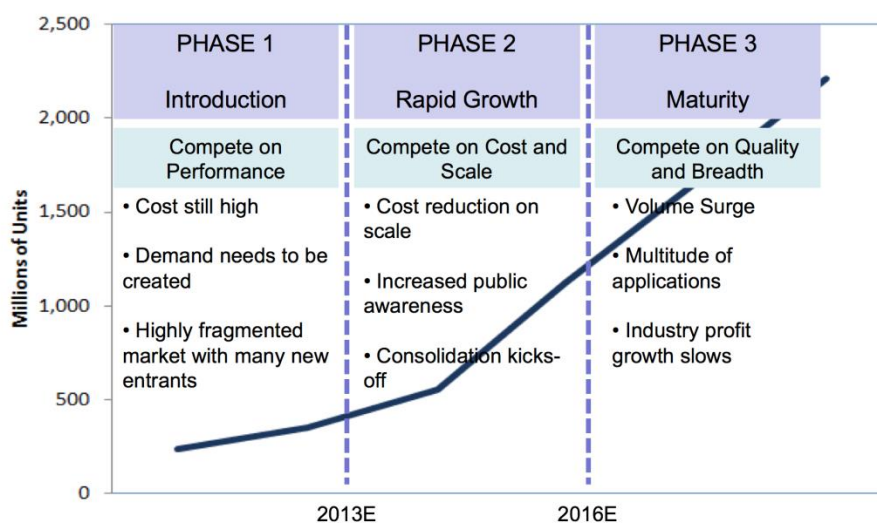 2,500
2,000
1,500
1,000
500
0
Millions of Units
PHASE 1
Introduction
Compete on
Performance
• Cost still high
• Demand needs to be
created
• Highly fragmented
market with many new
entrants
PHASE 2
Rapid Growth
Compete on Cost and
Scale
• Cost reduction on
scale
• Increased public
awareness
• Consolidation kicks-
off
PHASE 3
Maturity
Compete on Quality
and Breadth
• Volume Surge
• Multitude of
applications
• Industry profit
growth slows
2013E
2016E